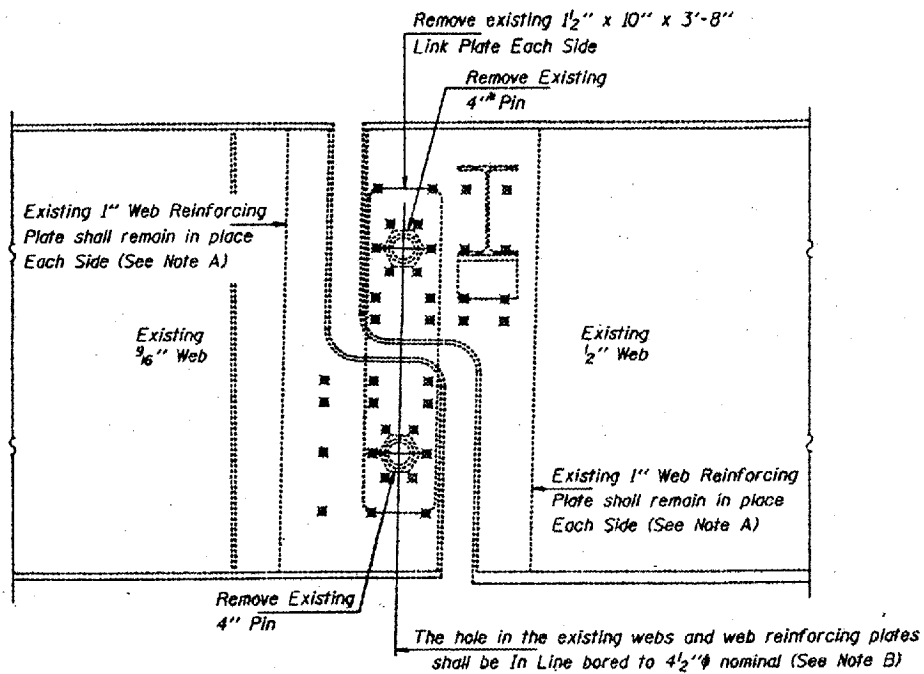 Remove existing 1½" x 10" x 3'-8"
Link Plate Each Side
Remove Existing
4"ø Pin
Existing 1" Web Reinforcing
Plate shall remain in place
Each Side (See Note A)
Existing
9/16" Web
Existing
½" Web
Existing 1" Web Reinforcing
Plate shall remain in place
Each Side (See Note A)
Remove Existing
4" Pin
The hole in the existing webs and web reinforcing plates
shall be In Line bored to 4½"ø nominal (See Note B)